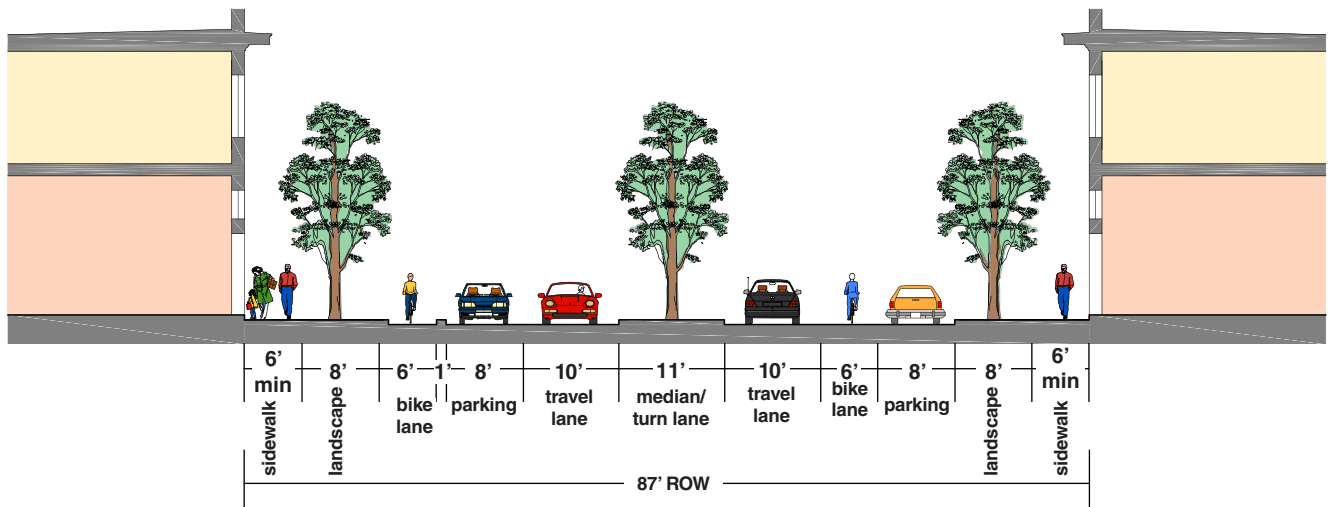 6’ min sidewalk
8’ landscape
6’ bike lane
1’
8’ parking
10’ travel lane
11’ median/ turn lane
10’ travel lane
6’ bike lane
8’ parking
8’ landscape
6’ min sidewalk
87’ ROW